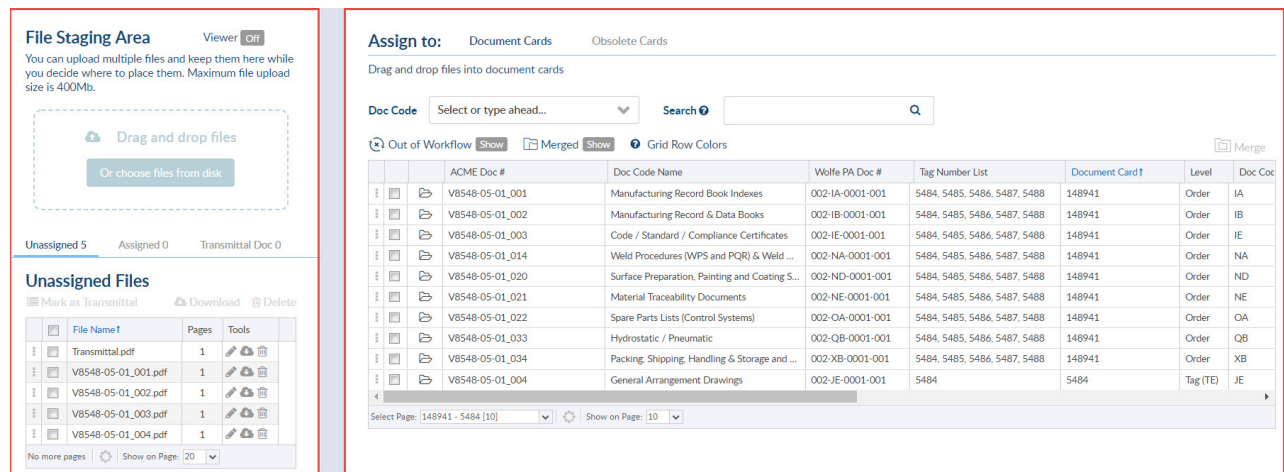 File Staging Area
Viewer Off
You can upload multiple files and keep them here while
you decide where to place them. Maximum file upload
size is 400Mb.
Drag and drop files
Or choose files from disk
Unassigned 5 Assigned 0 Transmittal Doc 0
Unassigned Files
Mark as Transmittal Download Delete
File Name↑ Pages Tools
Transmittal.pdf 1
V8548-05-01_001.pdf 1
V8548-05-01_002.pdf 1
V8548-05-01_003.pdf 1
V8548-05-01_004.pdf 1
No more pages Show on Page: 20
Assign to: Document Cards Obsolete Cards
Drag and drop files into document cards
Doc Code Select or type ahead... Search ?
Out of Workflow Show Merged Show ? Grid Row Colors Merge
ACME Doc # Doc Code Name Wolfe PA Doc # Tag Number List Document Card↑ Level Doc Coc
V8548-05-01_001 Manufacturing Record Book Indexes 002-IA-0001-001 5484, 5485, 5486, 5487, 5488 148941 Order IA
V8548-05-01_002 Manufacturing Record & Data Books 002-IB-0001-001 5484, 5485, 5486, 5487, 5488 148941 Order IB
V8548-05-01_003 Code / Standard / Compliance Certificates 002-IE-0001-001 5484, 5485, 5486, 5487, 5488 148941 Order IE
V8548-05-01_014 Weld Procedures (WPS and PQR) & Weld ... 002-NA-0001-001 5484, 5485, 5486, 5487, 5488 148941 Order NA
V8548-05-01_020 Surface Preparation, Painting and Coating S... 002-ND-0001-001 5484, 5485, 5486, 5487, 5488 148941 Order ND
V8548-05-01_021 Material Traceability Documents 002-NE-0001-001 5484, 5485, 5486, 5487, 5488 148941 Order NE
V8548-05-01_022 Spare Parts Lists (Control Systems) 002-OA-0001-001 5484, 5485, 5486, 5487, 5488 148941 Order OA
V8548-05-01_033 Hydrostatic / Pneumatic 002-QB-0001-001 5484, 5485, 5486, 5487, 5488 148941 Order QB
V8548-05-01_034 Packing, Shipping, Handling & Storage and ... 002-XB-0001-001 5484, 5485, 5486, 5487, 5488 148941 Order XB
V8548-05-01_004 General Arrangement Drawings 002-JE-0001-001 5484 5484 Tag (TE) JE
Select Page: 148941 - 5484 [10] Show on Page: 10